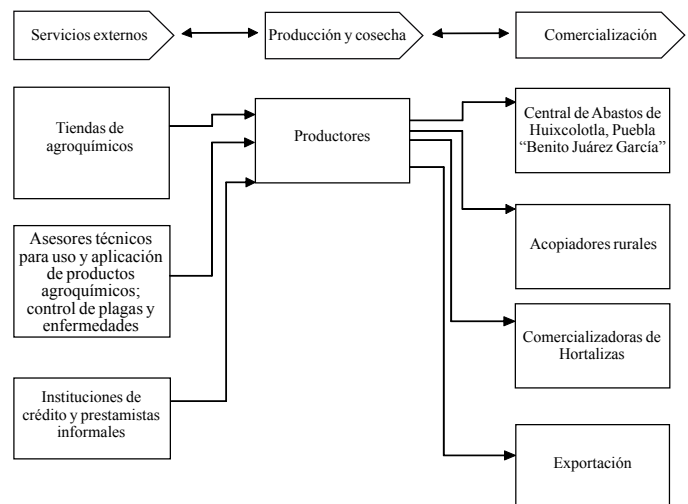 Servicios externos
Producción y cosecha
Comercialización
Tiendas de
agroquímicos
Asesores técnicos
para uso y aplicación
de productos
agroquímicos;
control de plagas y
enfermedades
Instituciones de
crédito y prestamistas
informales
Productores
Central de Abastos de
Huixcolotla, Puebla
“Benito Juárez García”
Acopiadores rurales
Comercializadoras de
Hortalizas
Exportación